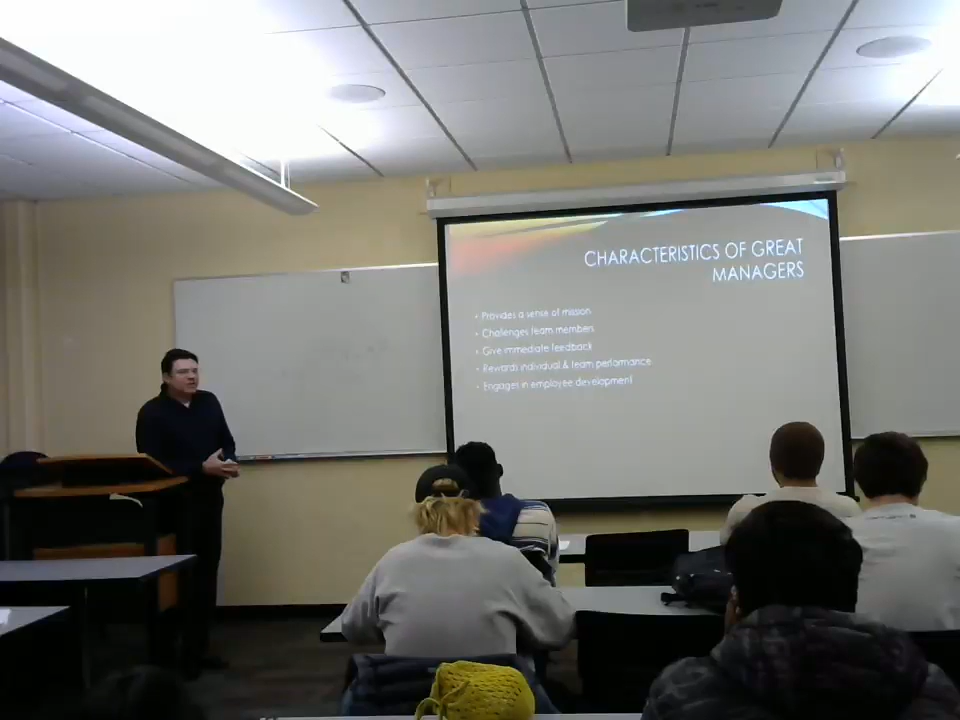 CHARACTERISTICS OF GREAT
MANAGERS
• Provides a sense of mission
• Challenges team members
• Give immediate feedback
• Rewards individual & team performance
• Engages in employee development